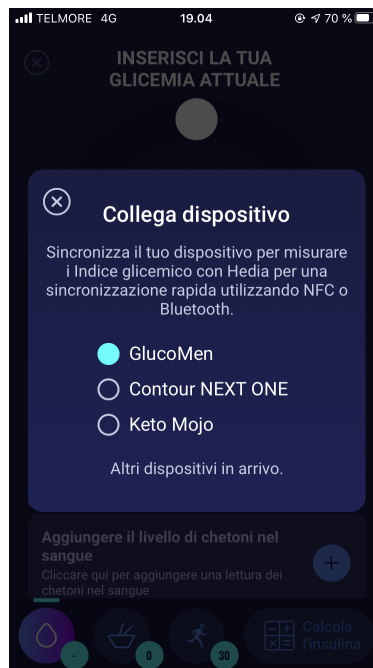 TELMORE 4G 19.04 70 %
INSERISCI LA TUA
GLICEMIA ATTUALE
Collega dispositivo
Sincronizza il tuo dispositivo per misurare
i Indice glicemico con Hedia per una
sincronizzazione rapida utilizzando NFC o
Bluetooth.
GlucoMen
Contour NEXT ONE
Keto Mojo
Altri dispositivi in arrivo.
Aggiungere il livello di chetoni nel
sangue
Cliccare qui per aggiungere una lettura dei
chetoni nel sangue
- 0 30
Calcola
l'insulina